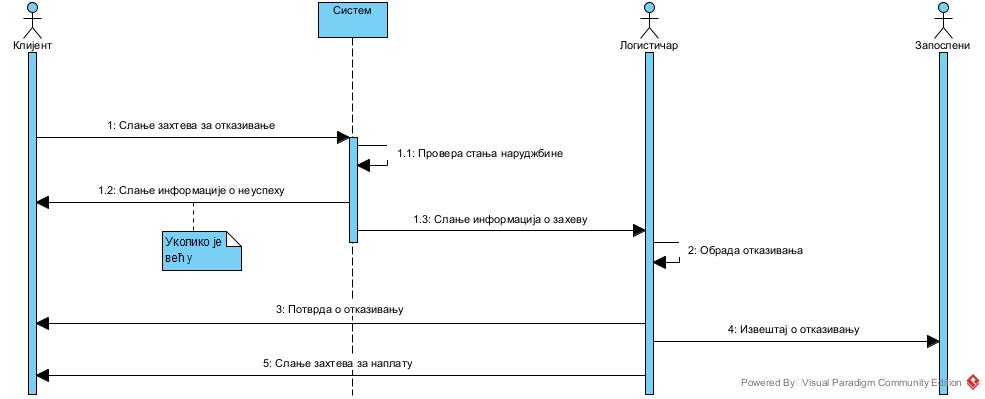 Систем
Клијент
Логистичар
Запослени
1: Слање захтева за отказивање
1.1: Провера стања наруджбине
1.2: Слање информације о неуспеху
1.3: Слање информација о захеву
Уколико је
већ у
2: Обрада отказивања
3: Потврда о отказивању
4: Извештај о отказивању
5: Слање захтева за наплату
Powered By Visual Paradigm Community Edition